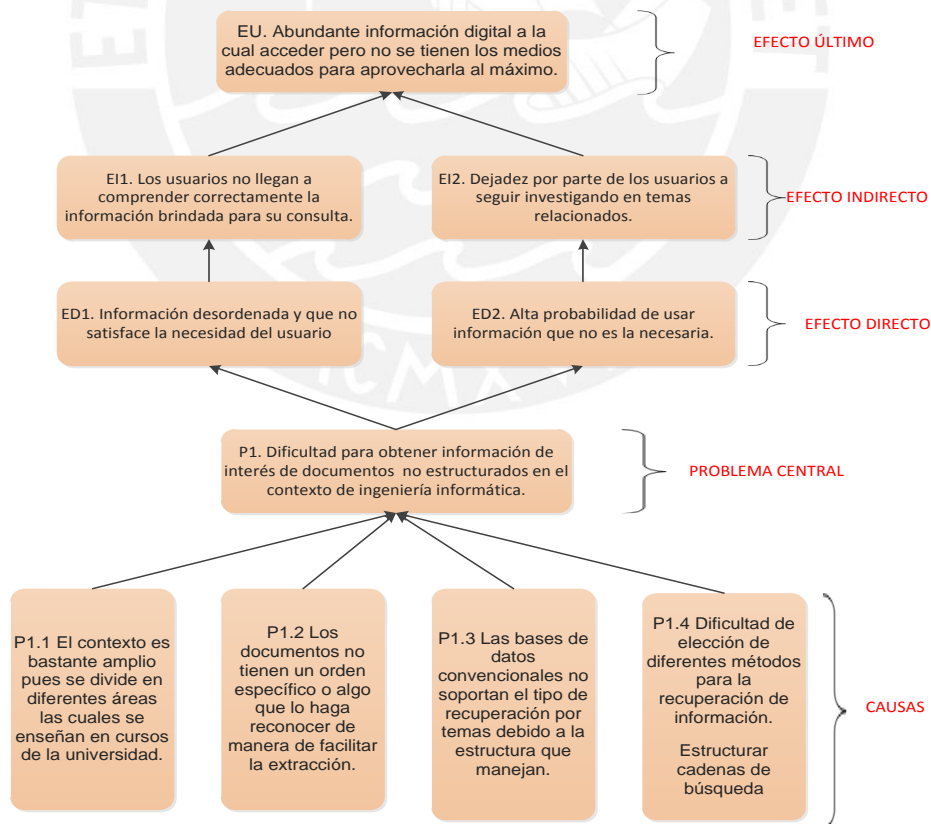 EU. Abundante información digital a la
cual acceder pero no se tienen los medios
adecuados para aprovecharla al máximo.
EFECTO ÚLTIMO
EI1. Los usuarios no llegan a
comprender correctamente la
información brindada para su consulta.
EI2. Dejadez por parte de los usuarios a
seguir investigando en temas
relacionados.
EFECTO INDIRECTO
ED1. Información desordenada y que no
satisface la necesidad del usuario
ED2. Alta probabilidad de usar
información que no es la necesaria.
EFECTO DIRECTO
P1. Dificultad para obtener información de
interés de documentos no estructurados en el
contexto de ingeniería informática.
PROBLEMA CENTRAL
P1.1 El contexto es
bastante amplio
pues se divide en
diferentes áreas
las cuales se
enseñan en cursos
de la universidad.
P1.2 Los
documentos no
tienen un orden
específico o algo
que lo haga
reconocer de
manera de facilitar
la extracción.
P1.3 Las bases de
datos
convencionales no
soportan el tipo de
recuperación por
temas debido a la
estructura que
manejan.
P1.4 Dificultad de
elección de
diferentes métodos
para la
recuperación de
información.
Estructurar
cadenas de
búsqueda
CAUSAS